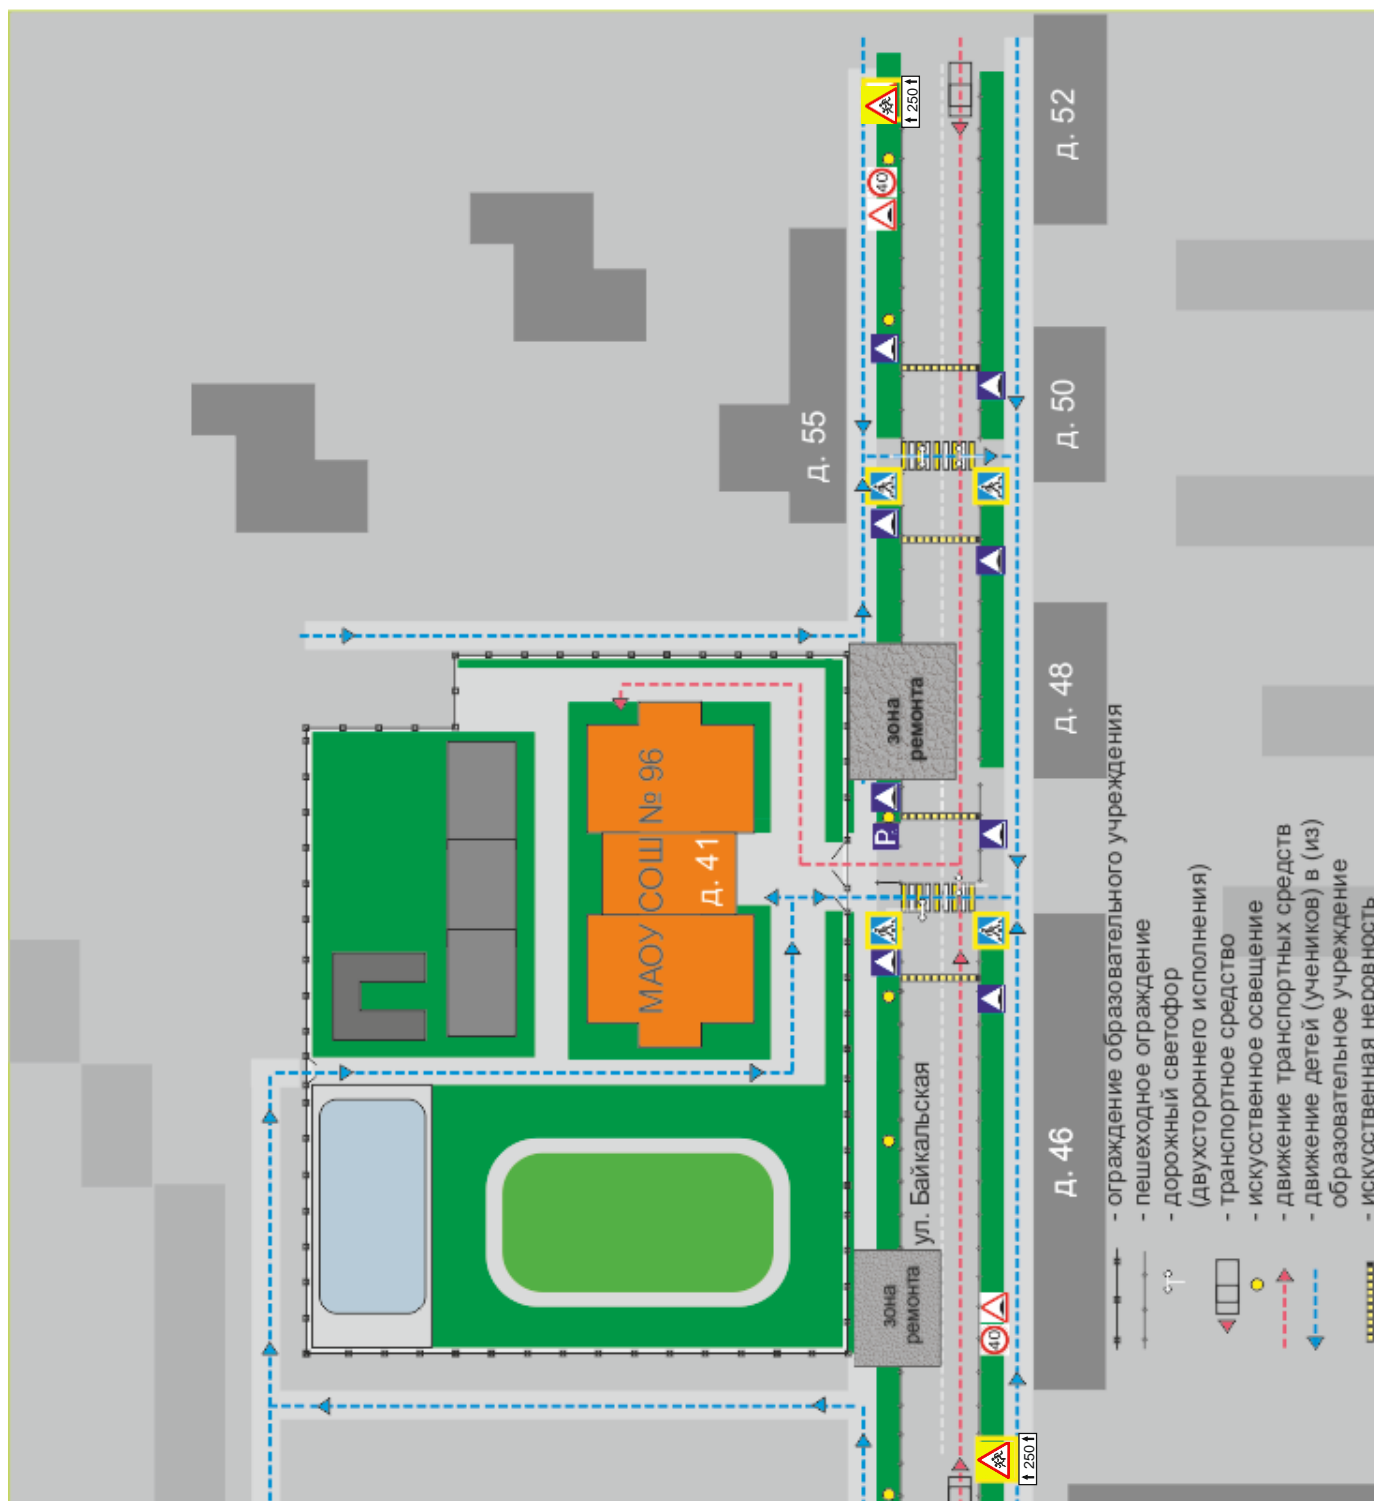 250
40
д. 52
д. 50
д. 55
зона
ремонта
д. 48
МАОУ СОШ № 96
д. 41
P
ул. Байкальская
д. 46
зона
ремонта
40
250
- ограждение образовательного учреждения
- пешеходное ограждение
- дорожный светофор
(двухстороннего исполнения)
- транспортное средство
- искусственное освещение
- движение транспортных средств
- движение детей (учеников) в (из)
образовательное учреждение
- искусственная неровность